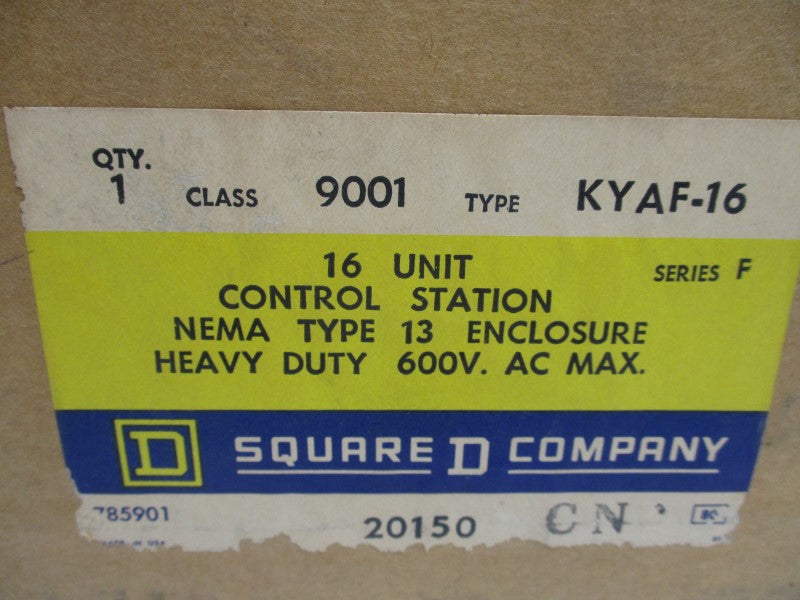 QTY.
1 CLASS 9001 TYPE KYAF-16
16 UNIT SERIES F
CONTROL STATION
NEMA TYPE 13 ENCLOSURE
HEAVY DUTY 600V. AC MAX.
D SQUARE D COMPANY
785901 20150 CN